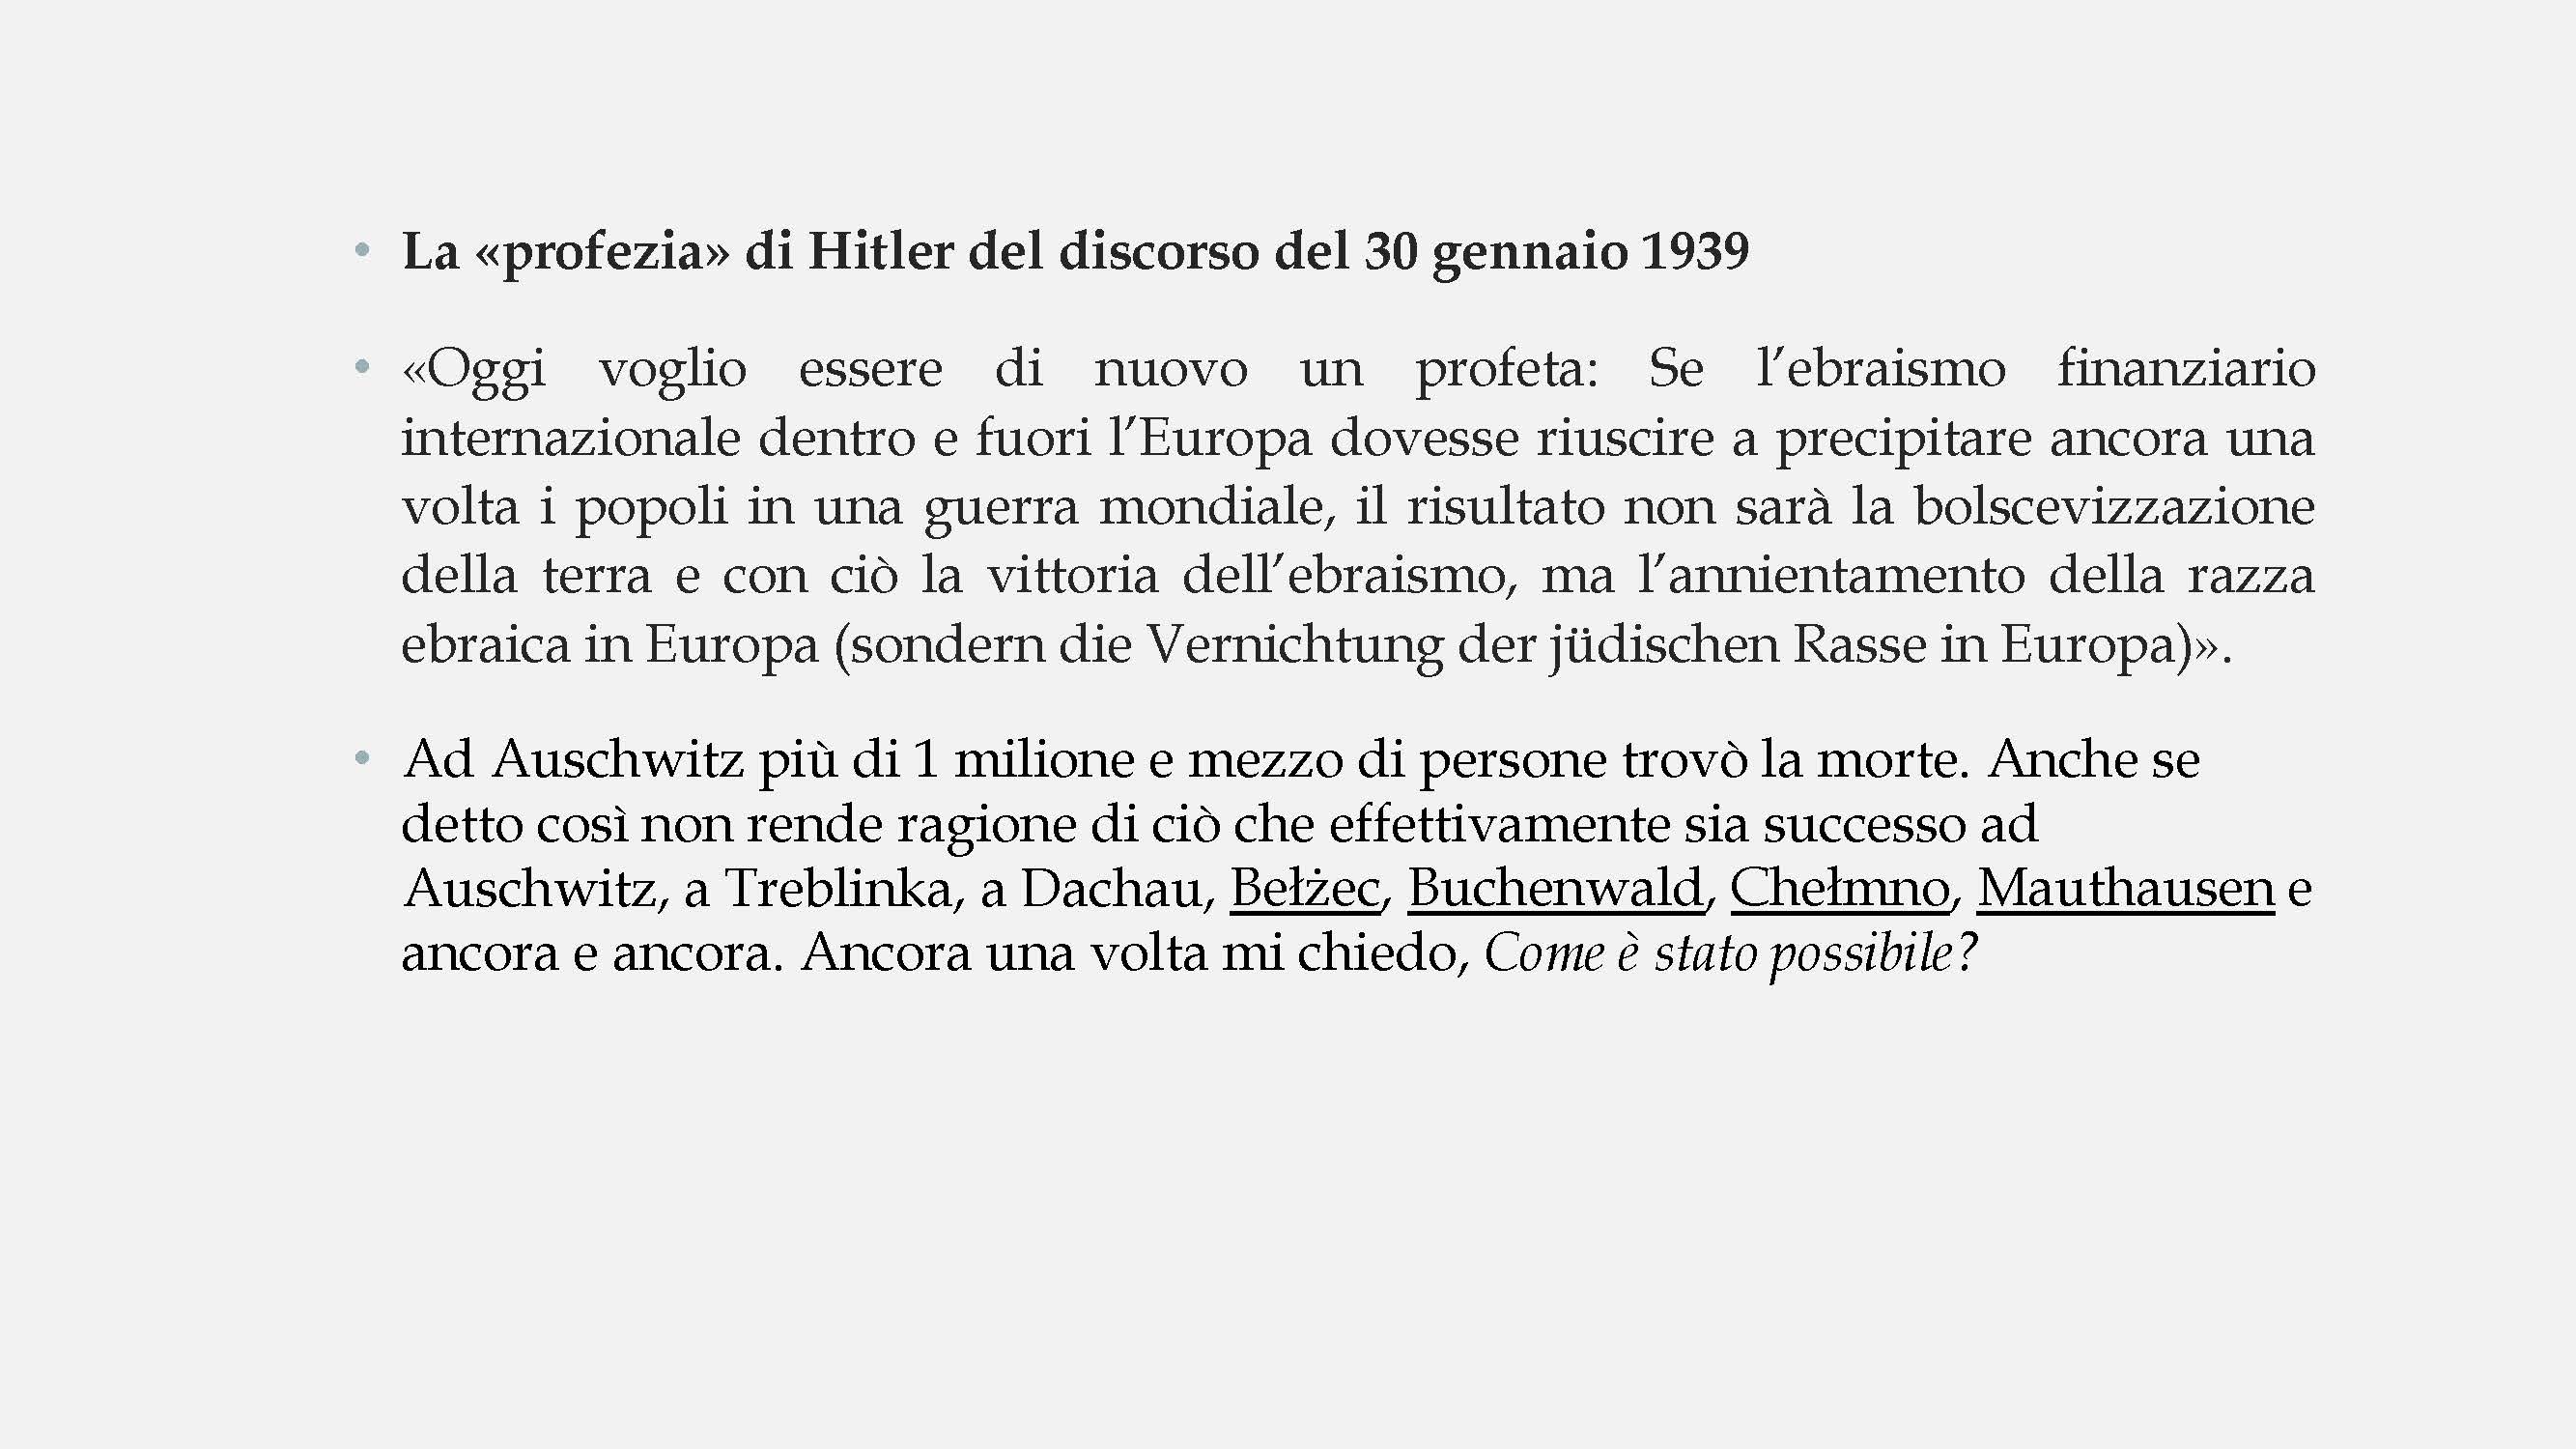 • La «profezia» di Hitler del discorso del 30 gennaio 1939
• «Oggi voglio essere di nuovo un profeta: Se l’ebraismo finanziario
internazionale dentro e fuori l’Europa dovesse riuscire a precipitare ancora una
volta i popoli in una guerra mondiale, il risultato non sarà la bolscevizzazione
della terra e con ciò la vittoria dell’ebraismo, ma l’annientamento della razza
ebraica in Europa (sondern die Vernichtung der jüdischen Rasse in Europa)».
• Ad Auschwitz più di 1 milione e mezzo di persone trovò la morte. Anche se
detto così non rende ragione di ciò che effettivamente sia successo ad
Auschwitz, a Treblinka, a Dachau, Bełżec, Buchenwald, Chełmno, Mauthausen e
ancora e ancora. Ancora una volta mi chiedo, Come è stato possibile?